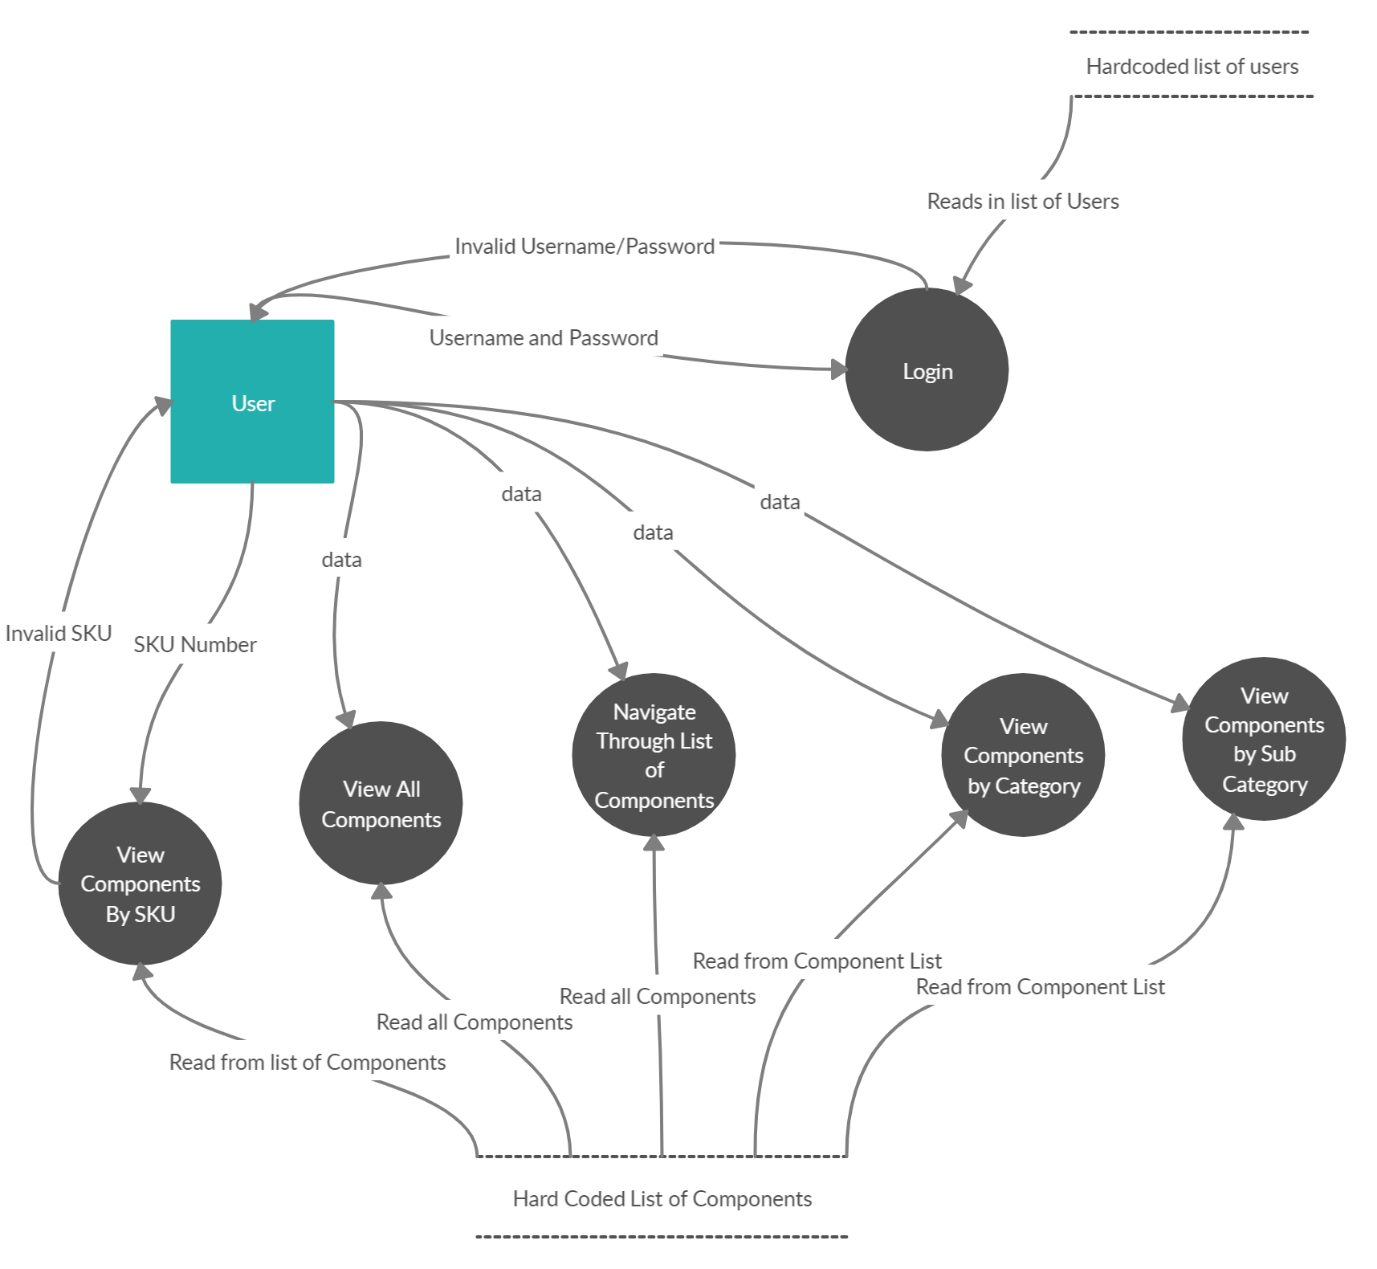 Hardcoded list of users
Reads in list of Users
Invalid Username/Password
Username and Password
Login
User
data
data
data
data
Invalid SKU
SKU Number
View
Components
by Sub
Category
Navigate
Through List
of
Components
View
Components
by Category
View All
Components
View
Components
By SKU
Read from Component List
Read from Component List
Read all Components
Read all Components
Read from list of Components
Hard Coded List of Components